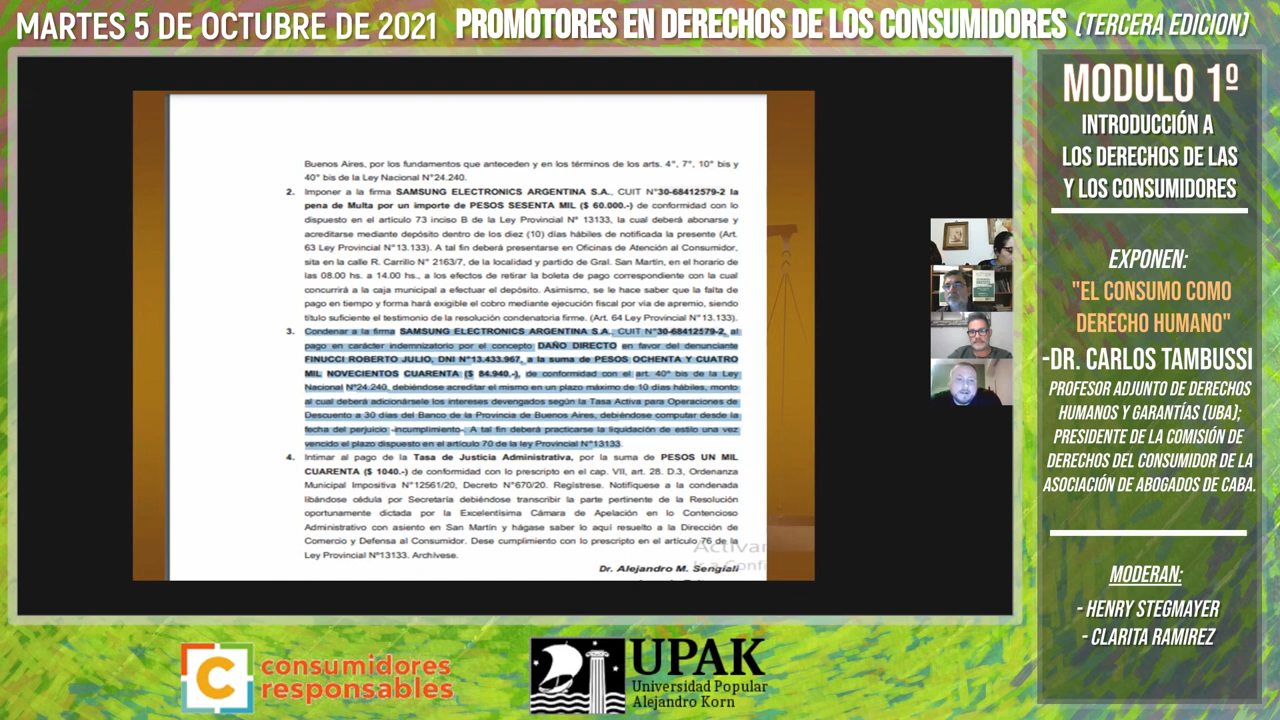 MARTES 5 DE OCTUBRE DE 2021 PROMOTORES EN DERECHOS DE LOS CONSUMIDORES (TERCERA EDICION)
Buenos Aires, por los fundamentos que anteceden y en los términos de los arts. 4°, 7°, 10° bis y
40° bis de la Ley Nacional N°24.240.
2. Imponer a la firma SAMSUNG ELECTRONICS ARGENTINA S.A., CUIT N°30-68412579-2 la
pena de Multa por un importe de PESOS SESENTA MIL ($ 60.000.-) de conformidad con lo
dispuesto en el artículo 73 inciso B de la Ley Provincial N° 13133, la cual deberá abonarse y
acreditarse mediante depósito dentro de los diez (10) días hábiles de notificada la presente (Art.
63 Ley Provincial N°13.133). A tal fin deberá presentarse en Oficinas de Atención al Consumidor,
sita en la calle R. Carrillo N° 2163/7, de la localidad y partido de Gral. San Martín, en el horario de
las 08.00 hs. a 14.00 hs., a los efectos de retirar la boleta de pago correspondiente con la cual
concurrirá a la caja municipal a efectuar el depósito. Asimismo, se le hace saber que la falta de
pago en tiempo y forma hará exigible el cobro mediante ejecución fiscal por vía de apremio, siendo
título suficiente el testimonio de la resolución condenatoria firme. (Art. 64 Ley Provincial N°13.133).
3. Condenar a la firma SAMSUNG ELECTRONICS ARGENTINA S.A., CUIT N°30-68412579-2, al
pago en carácter indemnizatorio por el concepto DAÑO DIRECTO en favor del denunciante
FINUCCI ROBERTO JULIO, DNI N°13.433.967, a la suma de PESOS OCHENTA Y CUATRO
MIL NOVECIENTOS CUARENTA ($ 84.940.-), de conformidad con el art. 40° bis de la Ley
Nacional N°24.240, debiéndose acreditar el mismo en un plazo máximo de 10 días hábiles, monto
al cual deberá adicionársele los intereses devengados según la Tasa Activa para Operaciones de
Descuento a 30 días del Banco de la Provincia de Buenos Aires, debiéndose computar desde la
fecha del perjuicio -incumplimiento-. A tal fin deberá practicarse la liquidación de estilo una vez
vencido el plazo dispuesto en el artículo 70 de la ley Provincial N°13133.
4. Intimar al pago de la Tasa de Justicia Administrativa, por la suma de PESOS UN MIL
CUARENTA ($ 1040.-) de conformidad con lo prescripto en el cap. VII, art. 28. D.3, Ordenanza
Municipal Impositiva N°12561/20, Decreto N°670/20. Regístrese. Notifíquese a la condenada
libándose cédula por Secretaría debiéndose transcribir la parte pertinente de la Resolución
oportunamente dictada por la Excelentísima Cámara de Apelación en lo Contencioso
Administrativo con asiento en San Martín y hágase saber lo aquí resuelto a la Dirección de
Comercio y Defensa al Consumidor. Dese cumplimiento con lo prescripto en el artículo 76 de la
Ley Provincial N°13133. Archívese.
Activar
Dr. Alejandro M. Sengiali
MODULO 1º
INTRODUCCIÓN A
LOS DERECHOS DE LAS
Y LOS CONSUMIDORES
EXPONEN:
"EL CONSUMO COMO
DERECHO HUMANO"
-DR. CARLOS TAMBUSSI
PROFESOR ADJUNTO DE DERECHOS
HUMANOS Y GARANTÍAS (UBA);
PRESIDENTE DE LA COMISIÓN DE
DERECHOS DEL CONSUMIDOR DE LA
ASOCIACIÓN DE ABOGADOS DE CABA.
MODERAN:
- HENRY STEGMAYER
- CLARITA RAMIREZ
C consumidores
responsables
UPAK
Universidad Popular
Alejandro Korn